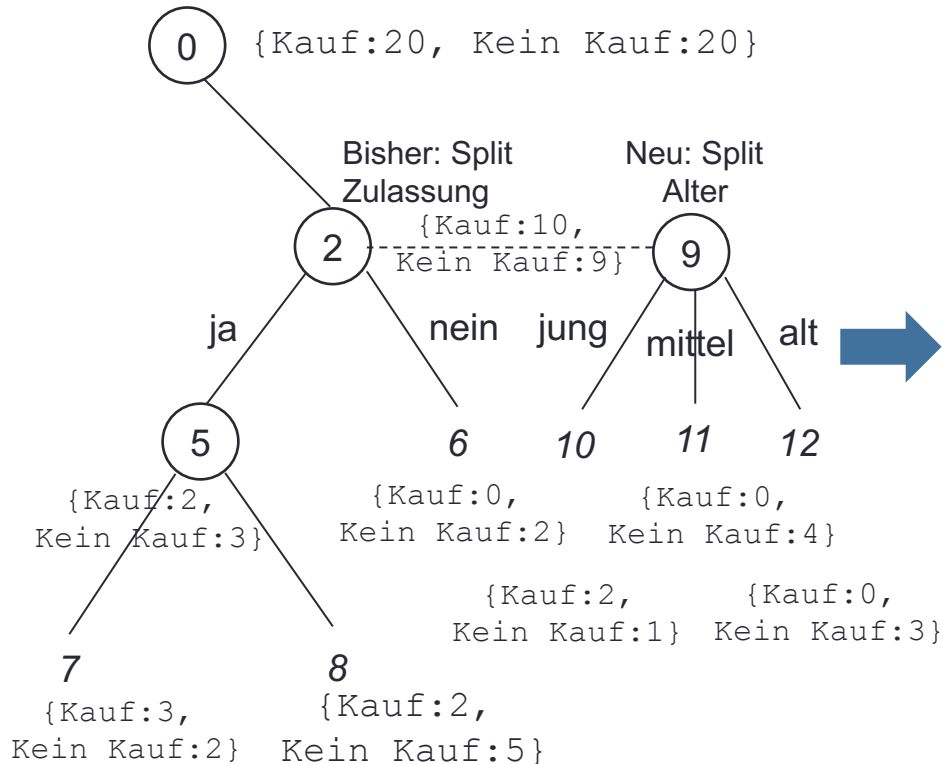 0
{Kauf:20, Kein Kauf:20}
Bisher: Split
Zulassung
Neu: Split
Alter
2
{Kauf:10,
Kein Kauf:9}
9
ja
nein
jung
mittel
alt
5
6
10
11
12
{Kauf:2,
Kein Kauf:3}
{Kauf:0,
Kein Kauf:2}
{Kauf:0,
Kein Kauf:4}
{Kauf:2,
Kein Kauf:1}
{Kauf:0,
Kein Kauf:3}
7
8
{Kauf:3,
Kein Kauf:2}
{Kauf:2,
Kein Kauf:5}